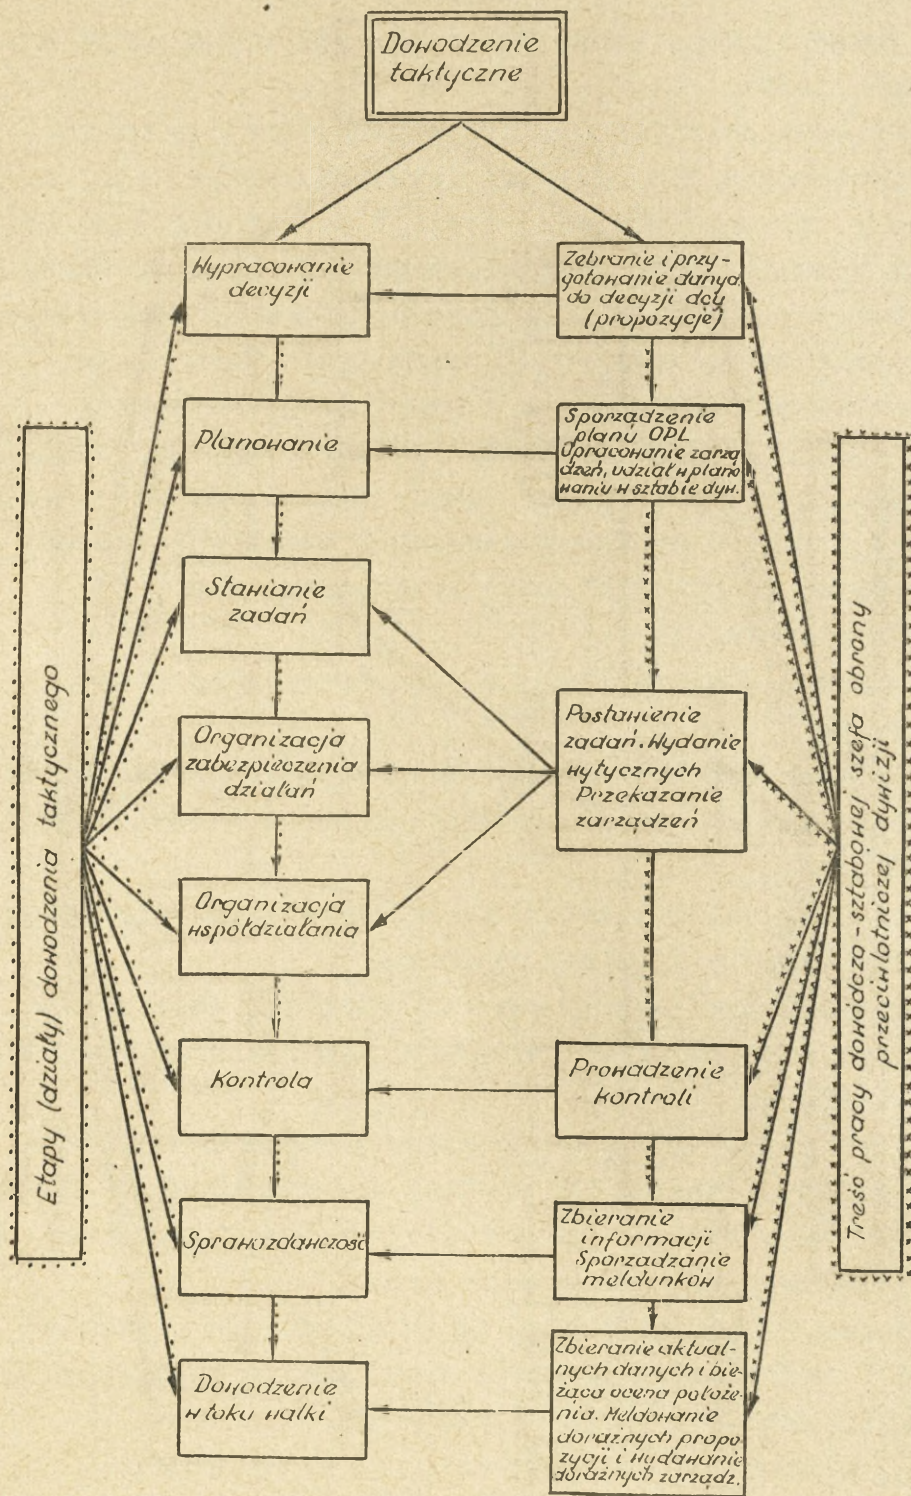 Dowodzenie
taktyczne
Wypracowanie
decyzji
Zebranie i przy-
gotowanie danych
do decyzji dcy
(propozycje)
Planowanie
Sporządzenie
planu OPL
Opracowanie zarzą
dzeń, udział w plano
waniu w sztabie dyw.
Stawianie
zadań
Organizacja
zabezpieczenia
działań
Postawienie
zadań. Wydanie
wytycznych
Przekazanie
zarządzeń
Organizacja
współdziałania
Kontrola
Prowadzenie
kontroli
Sprawozdawczość
Zbieranie
informacji
Sporządzanie
meldunków
Dowodzenie
w toku walki
Zbieranie aktual-
nych danych i bie-
żąca ocena położe-
nia. Meldowanie
doraźnych propo
zycji i wydawanie
doraźnych zarządz.
Etapy (działy) dowodzenia taktycznego
Treść pracy dowódczo-sztabowej szefa obrony
przeciwlotniczej dywizji